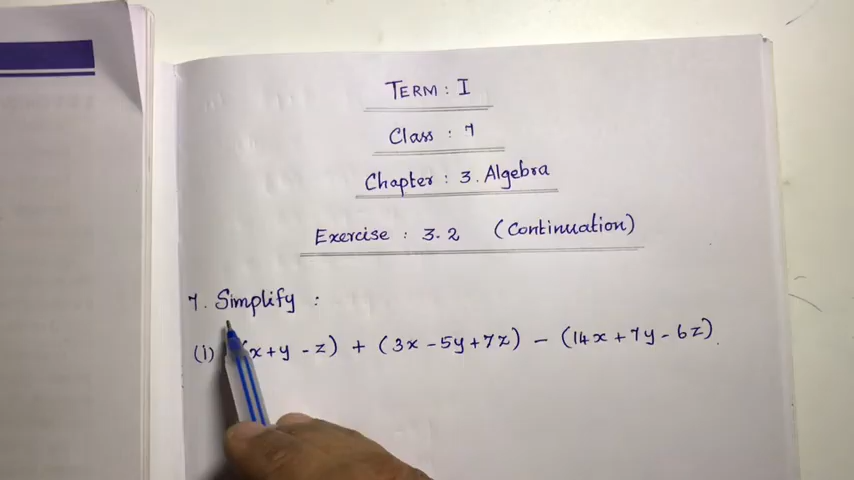 TERM : I
Class : 7
Chapter : 3. Algebra
Exercise : 3.2 (Continuation)
7. Simplify :
(i) (x+y-z) + (3x-5y+7z) - (14x+7y-6z).